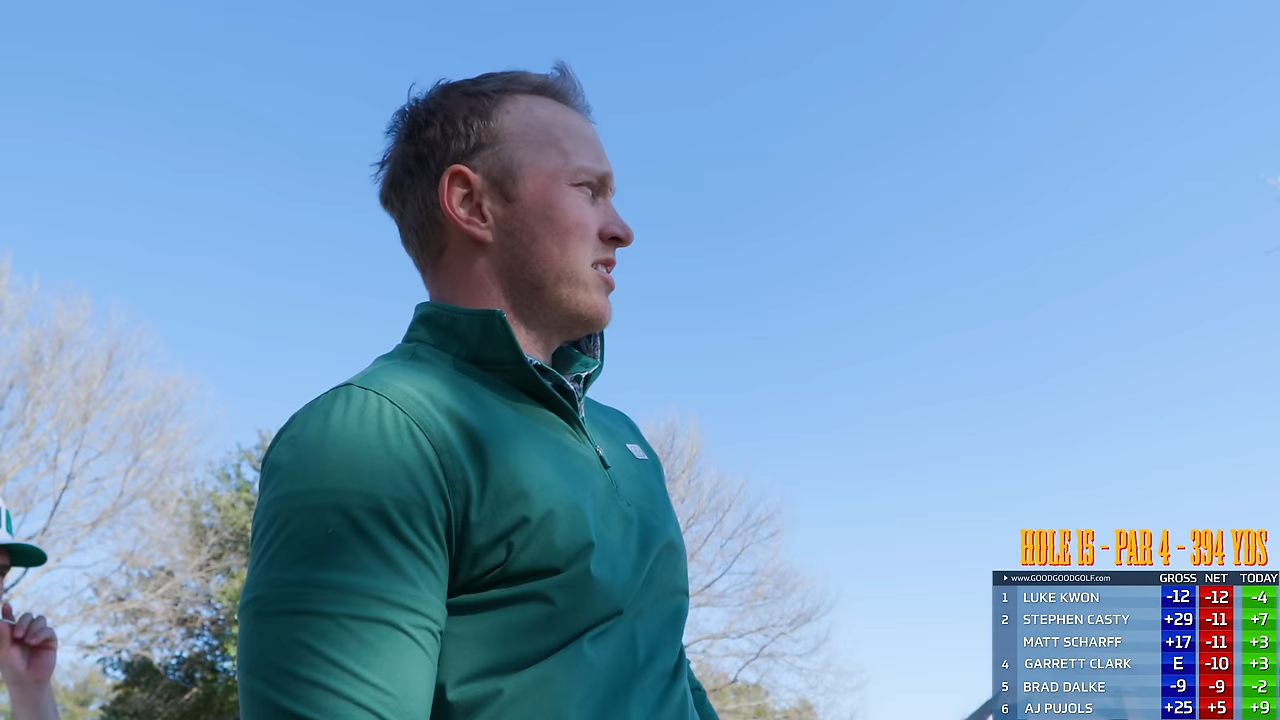 HOLE 15 - PAR 4 - 394 YDS
www.GOODGOODGOLF.com GROSS NET TODAY
1 LUKE KWON -12 -12 -4
2 STEPHEN CASTY +29 -11 +7
MATT SCHARFF +17 -11 +3
4 GARRETT CLARK E -10 +3
5 BRAD DALKE -9 -9 -2
6 AJ PUJOLS +25 +5 +9